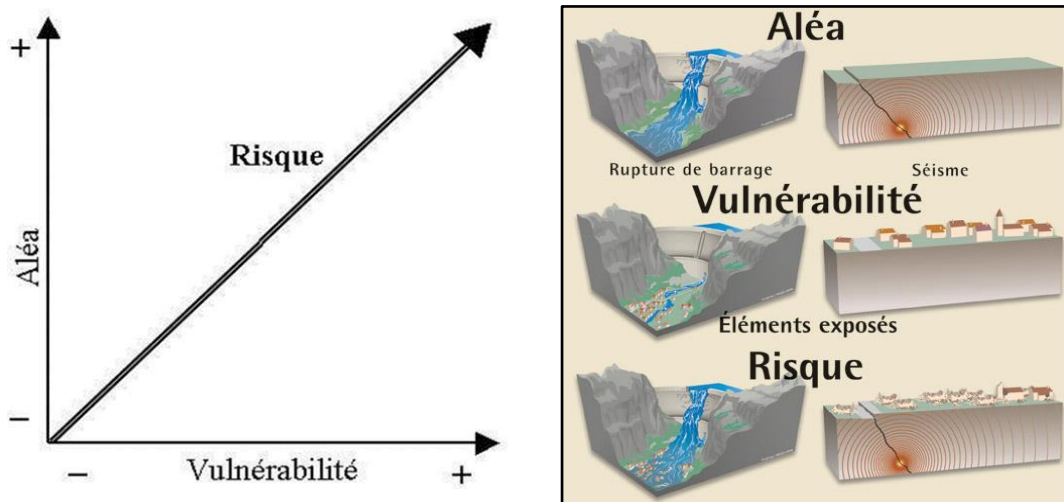 +
Risque
Aléa
−
−
Vulnérabilité
+
Aléa
Rupture de barrage
Séisme
Vulnérabilité
Éléments exposés
Risque